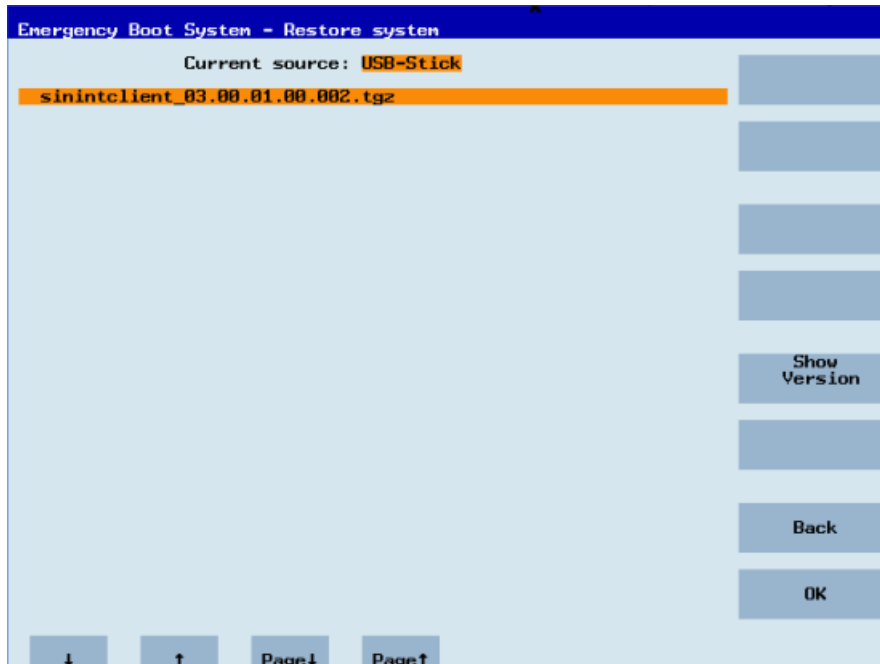 Emergency Boot System - Restore system
Current source: USB-Stick
sinintclient_03.00.01.00.002.tgz
Show
Version
Back
OK
↓ ↑ Page↓ Page↑